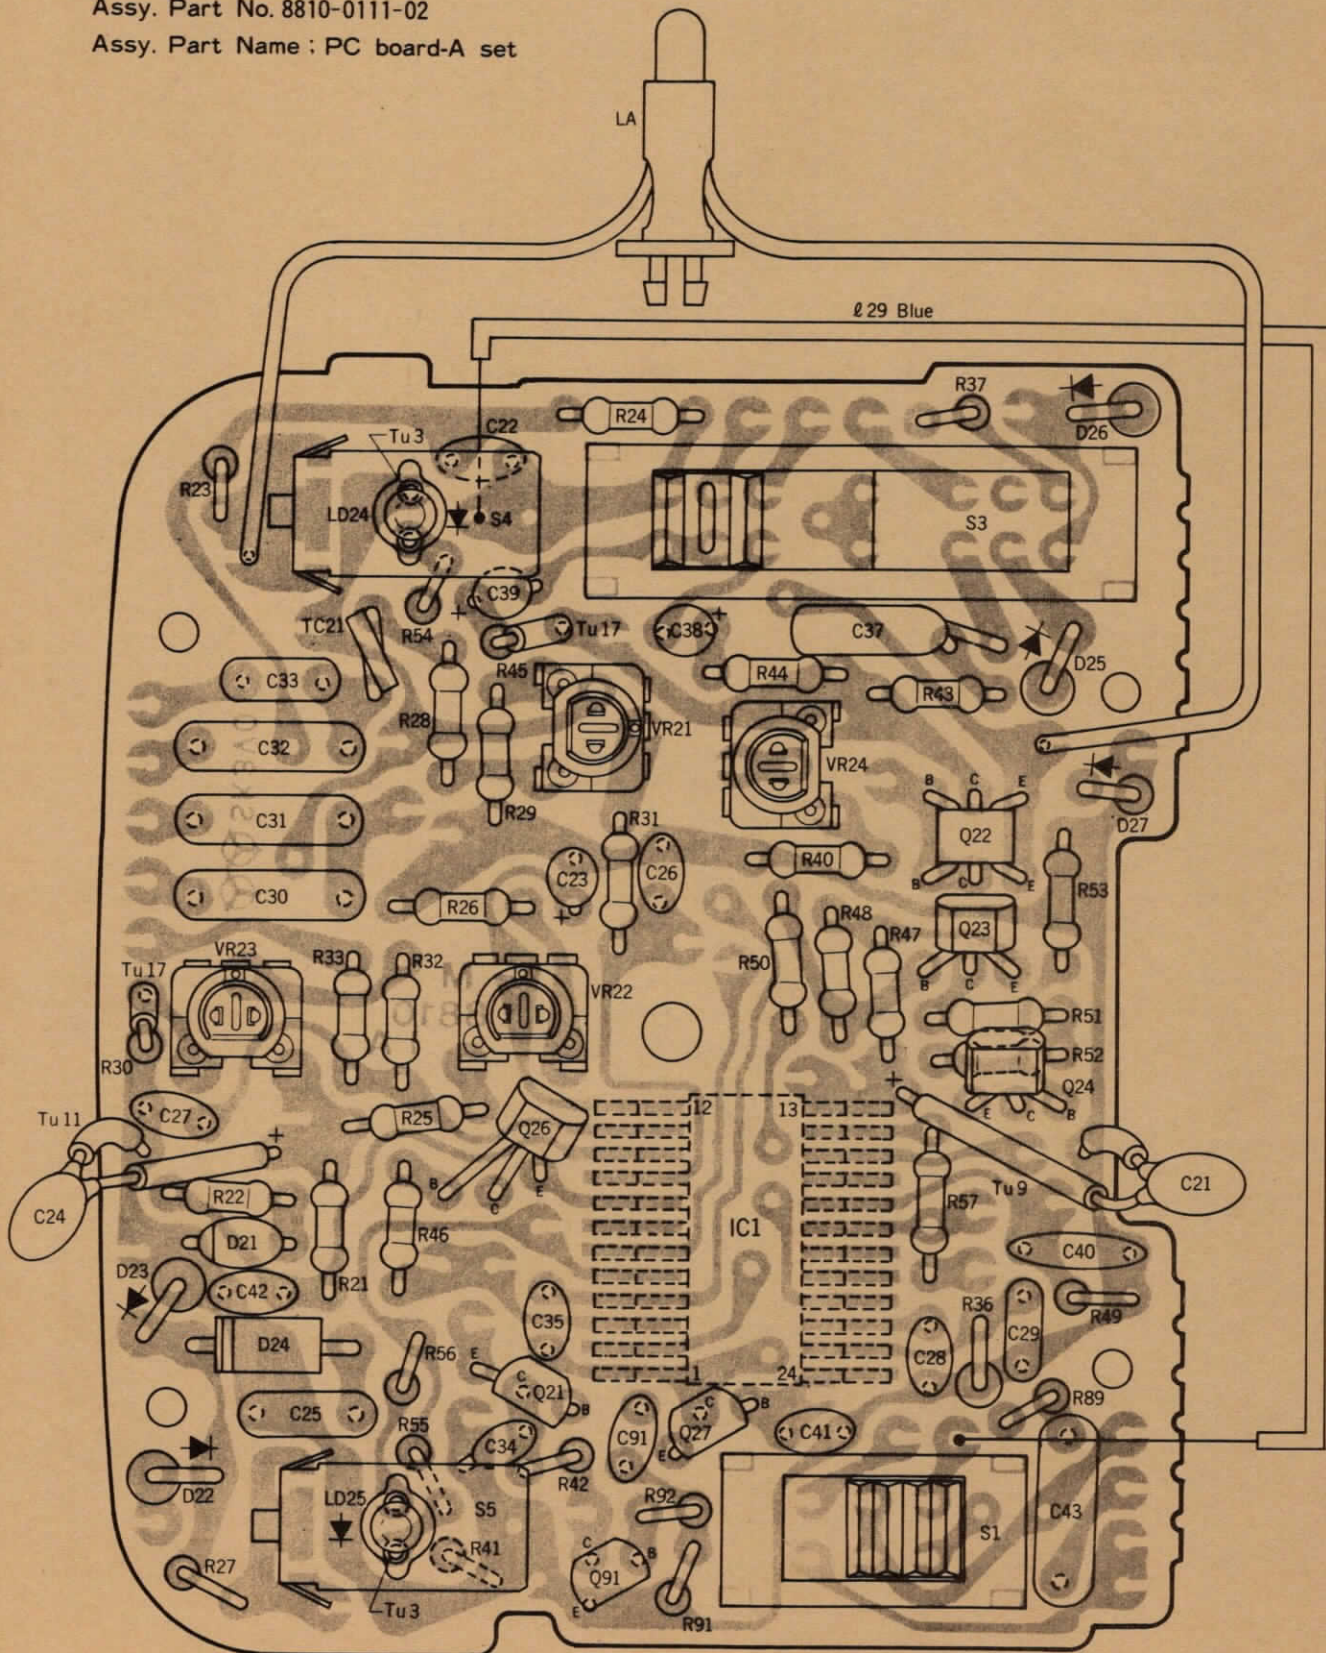 Assy. Part No. 8810-0111-02
Assy. Part Name : PC board-A set
LA
ℓ29 Blue
R37
R24
D26
Tu3
C22
R23
LD24
S4
S3
C39
+
TC21
R54
Tu17
C38
+
C37
R45
D25
C33
R44
R28
R43
VR21
C32
VR24
R29
B C E
D27
C31
R31
Q22
R40
C23
C26
B C E
R53
C30
R26
+
R48
Q23
R47
VR23
R33
R32
R50
Tu17
B C E
VR22
R51
R30
R52
+
Q24
Tu11
C27
R25
12
13
E C B
Q26
+
C21
R22
B
E
Tu9
C24
C
R57
D21
R46
IC1
C40
D23
R21
C42
R36
R49
C35
C29
D24
R56
C28
E
1
24
C
Q21
R89
C25
B
C
B
R55
C34
C91
Q27
C41
E
D22
R42
LD25
S5
R92
C43
S1
R41
C
B
R27
Q91
E
Tu3
R91